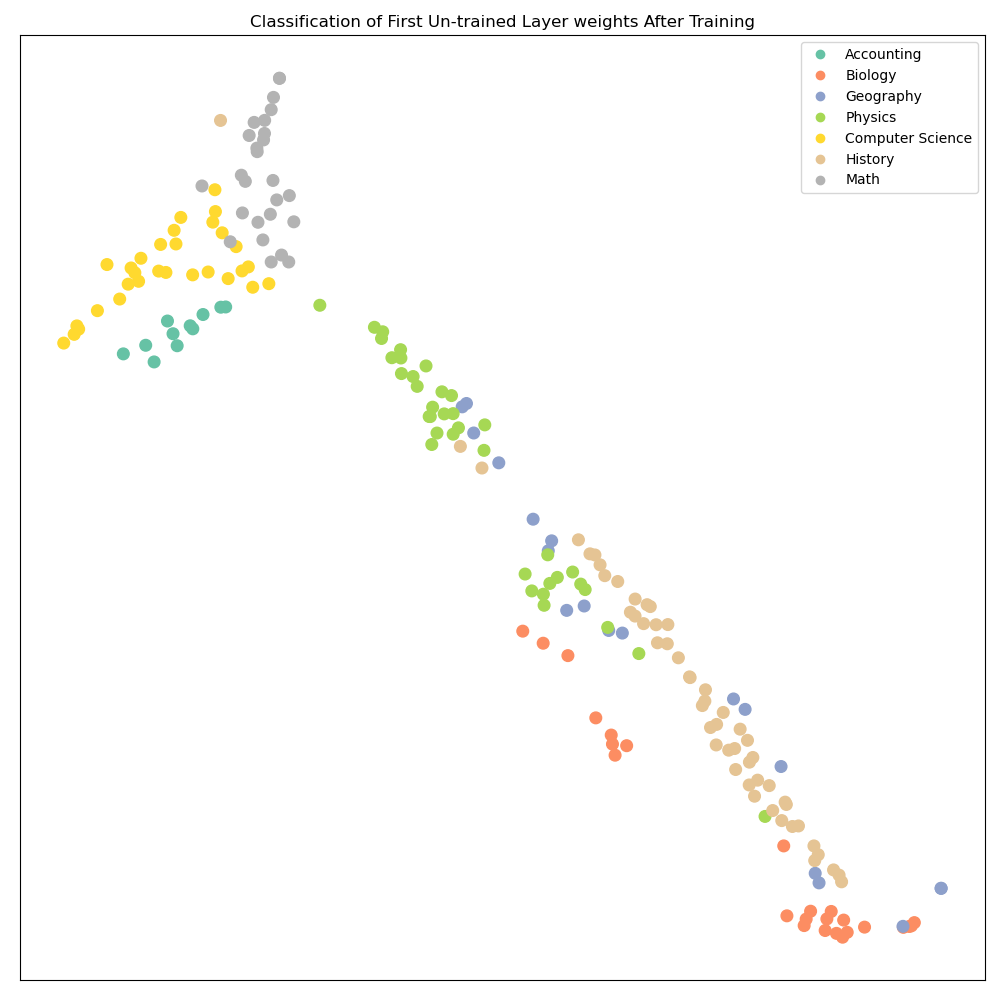 Classification of First Un-trained Layer weights After Training
Accounting
Biology
Geography
Physics
Computer Science
History
Math